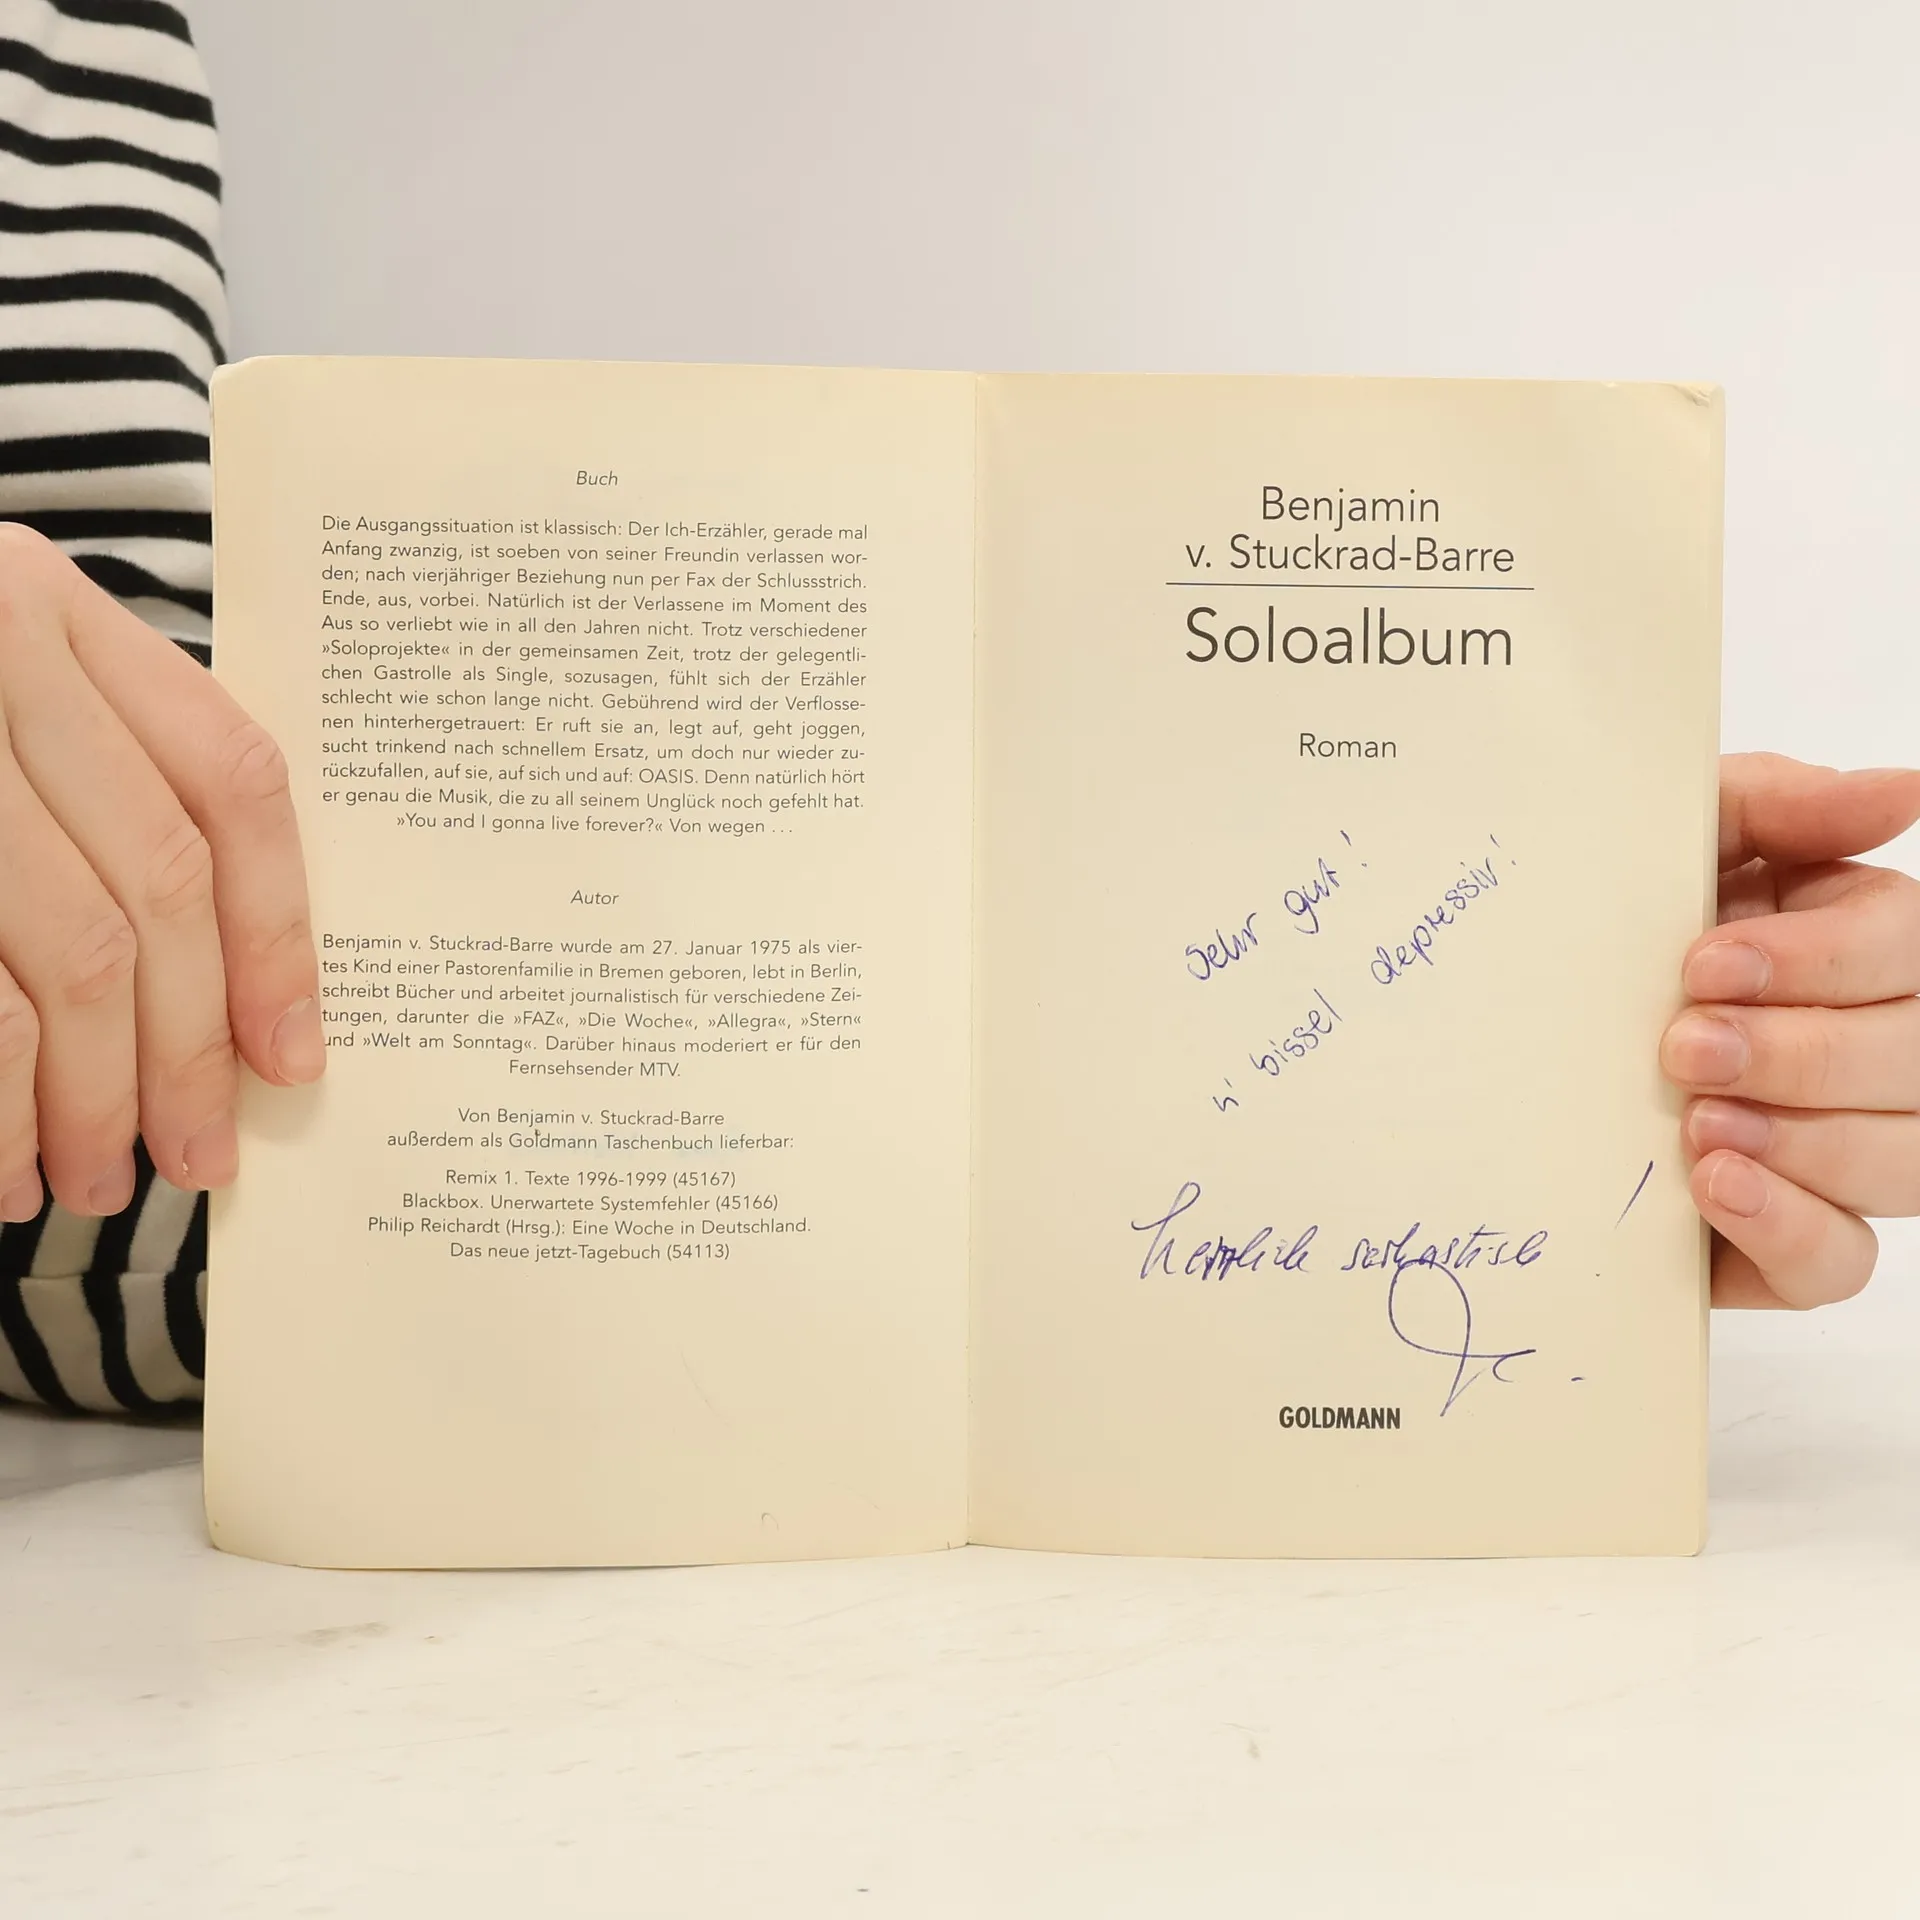 Buch
Die Ausgangssituation ist klassisch: Der Ich-Erzähler, gerade mal
Anfang zwanzig, ist soeben von seiner Freundin verlassen wor-
den; nach vierjähriger Beziehung nun per Fax der Schlussstrich.
Ende, aus, vorbei. Natürlich ist der Verlassene im Moment des
Aus so verliebt wie in all den Jahren nicht. Trotz verschiedener
»Soloprojekte« in der gemeinsamen Zeit, trotz der gelegentli-
chen Gastrolle als Single, sozusagen, fühlt sich der Erzähler
schlecht wie schon lange nicht. Gebührend wird der Verflosse-
nen hinterhergetrauert: Er ruft sie an, legt auf, geht joggen,
sucht trinkend nach schnellem Ersatz, um doch nur wieder zu-
rückzufallen, auf sie, auf sich und auf: OASIS. Denn natürlich hört
er genau die Musik, die zu all seinem Unglück noch gefehlt hat.
»You and I gonna live forever?« Von wegen ...
Autor
Benjamin v. Stuckrad-Barre wurde am 27. Januar 1975 als vier-
tes Kind einer Pastorenfamilie in Bremen geboren, lebt in Berlin,
schreibt Bücher und arbeitet journalistisch für verschiedene Zei-
tungen, darunter die »FAZ«, »Die Woche«, »Allegra«, »Stern«
und »Welt am Sonntag«. Darüber hinaus moderiert er für den
Fernsehsender MTV.
Von Benjamin v. Stuckrad-Barre
außerdem als Goldmann Taschenbuch lieferbar:
Remix 1. Texte 1996-1999 (45167)
Blackbox. Unerwartete Systemfehler (45166)
Philip Reichardt (Hrsg.): Eine Woche in Deutschland.
Das neue jetzt-Tagebuch (54113)
Benjamin
v. Stuckrad-Barre
Soloalbum
Roman
Sehr gut!
n' bissel depressiv!
herrlich sarkastisch!
GOLDMANN